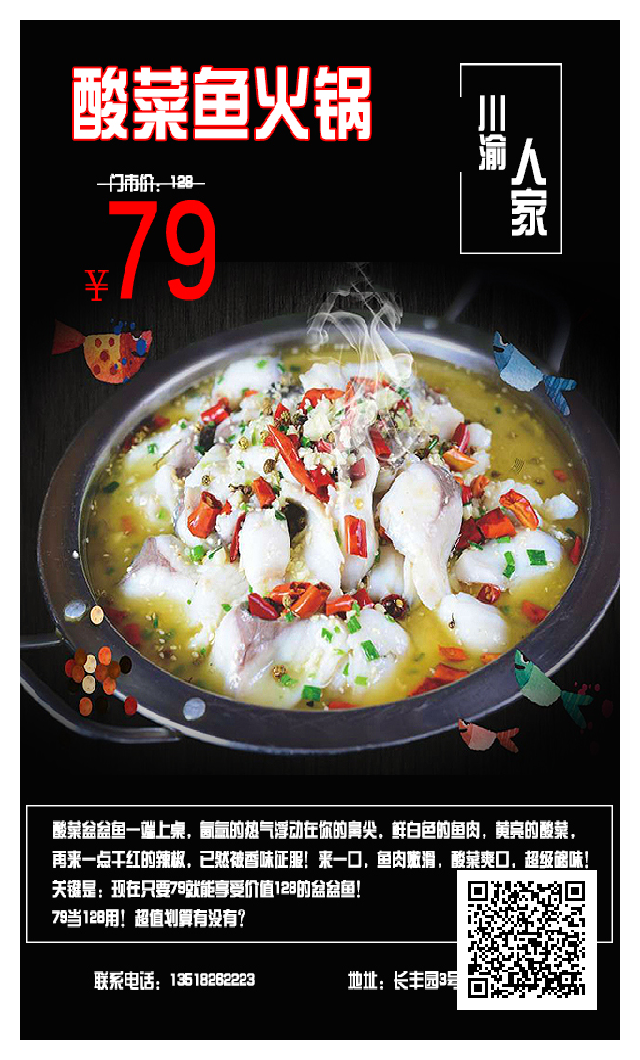 酸菜鱼火锅
川渝
人家
门市价：128
¥79
酸菜盆盆鱼一端上桌，氤氲的热气浮动在你的鼻尖，鲜白色的鱼肉，黄亮的酸菜，
再来一点干红的辣椒，已然被香味征服！来一口，鱼肉嫩滑，酸菜爽口，超级够味！
关键是：现在只要79就能享受价值128的盆盆鱼！
79当128用！超值划算有没有？
联系电话：13518262223
地址：长丰园3号